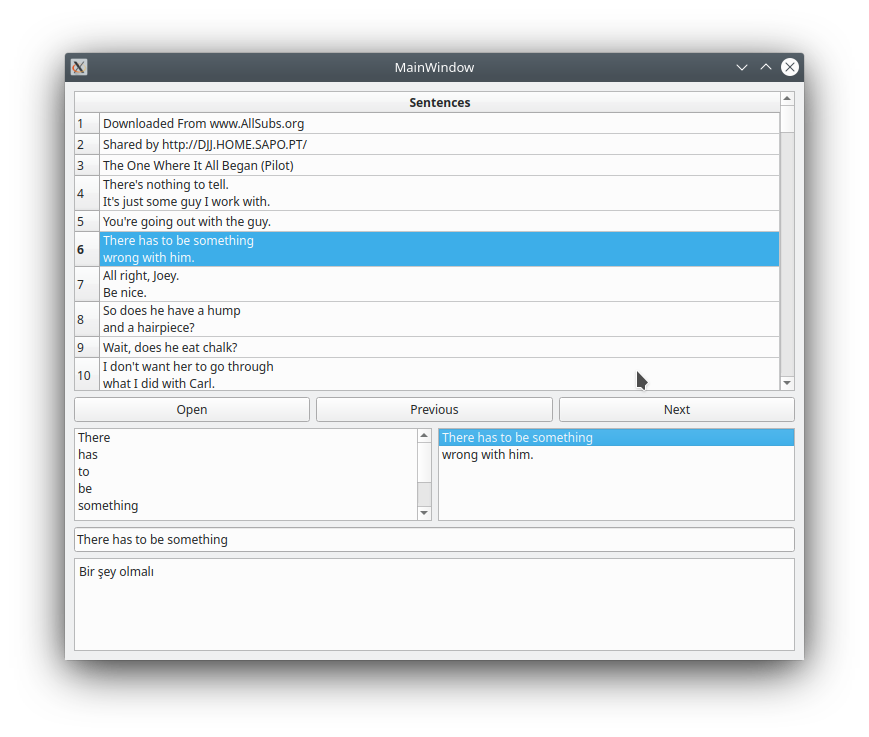 MainWindow
Sentences
1 Downloaded From www.AllSubs.org
2 Shared by http://DJJ.HOME.SAPO.PT/
3 The One Where It All Began (Pilot)
4 There's nothing to tell.
It's just some guy I work with.
5 You're going out with the guy.
6 There has to be something
wrong with him.
7 All right, Joey.
Be nice.
8 So does he have a hump
and a hairpiece?
9 Wait, does he eat chalk?
10 I don't want her to go through
what I did with Carl.
Open Previous Next
There
has
to
be
something
There has to be something
wrong with him.
There has to be something
Bir şey olmalı